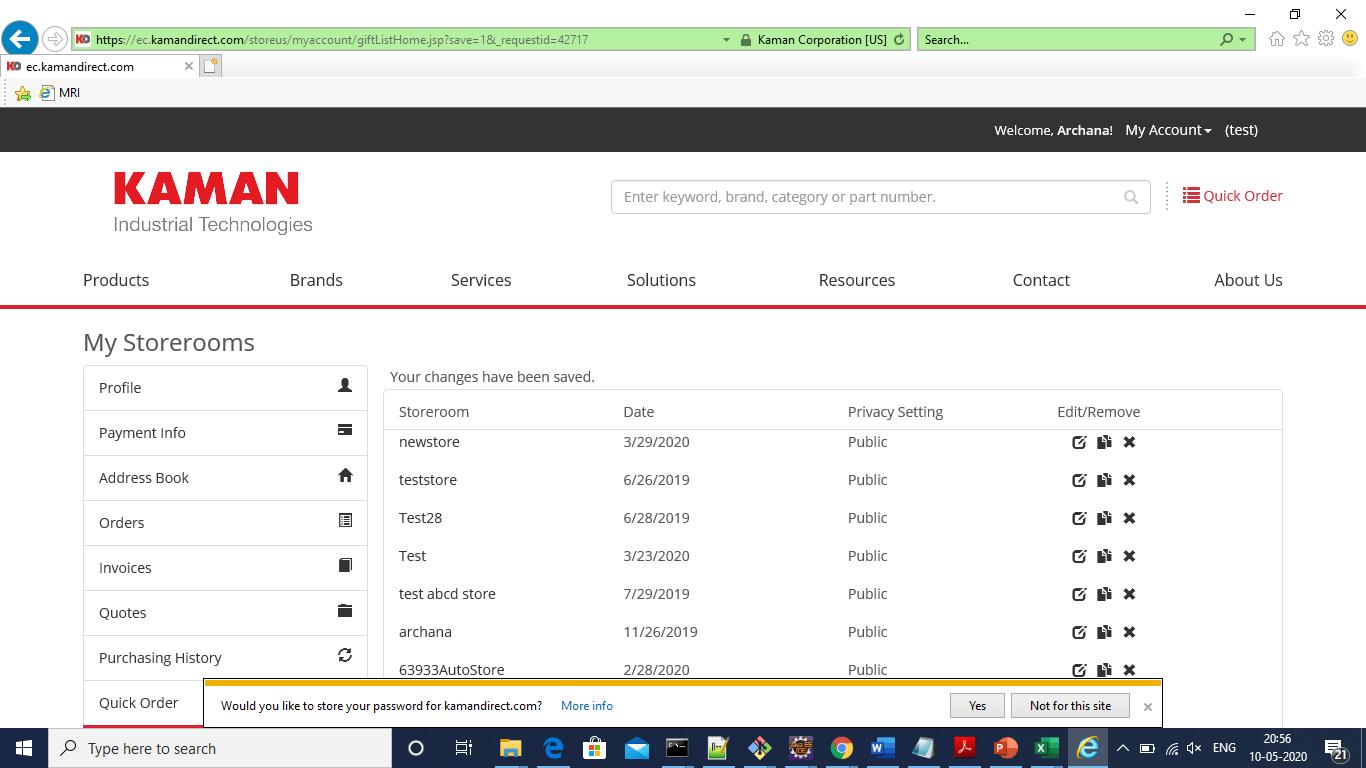 https://ec.kamandirect.com/storeus/myaccount/giftListHome.jsp?save=1&_requestid=42717
Kaman Corporation [US]
Search...
ec.kamandirect.com
MRI
Welcome, Archana!
My Account
(test)
KAMAN
Industrial Technologies
Enter keyword, brand, category or part number.
Quick Order
Products Brands Services Solutions Resources Contact About Us
My Storerooms
Profile
Payment Info
Address Book
Orders
Invoices
Quotes
Purchasing History
Quick Order
Your changes have been saved.
Storeroom Date Privacy Setting Edit/Remove
newstore 3/29/2020 Public
teststore 6/26/2019 Public
Test28 6/28/2019 Public
Test 3/23/2020 Public
test abcd store 7/29/2019 Public
archana 11/26/2019 Public
63933AutoStore 2/28/2020 Public
Would you like to store your password for kamandirect.com? More info Yes Not for this site
Type here to search
ENG
20:56
10-05-2020
21